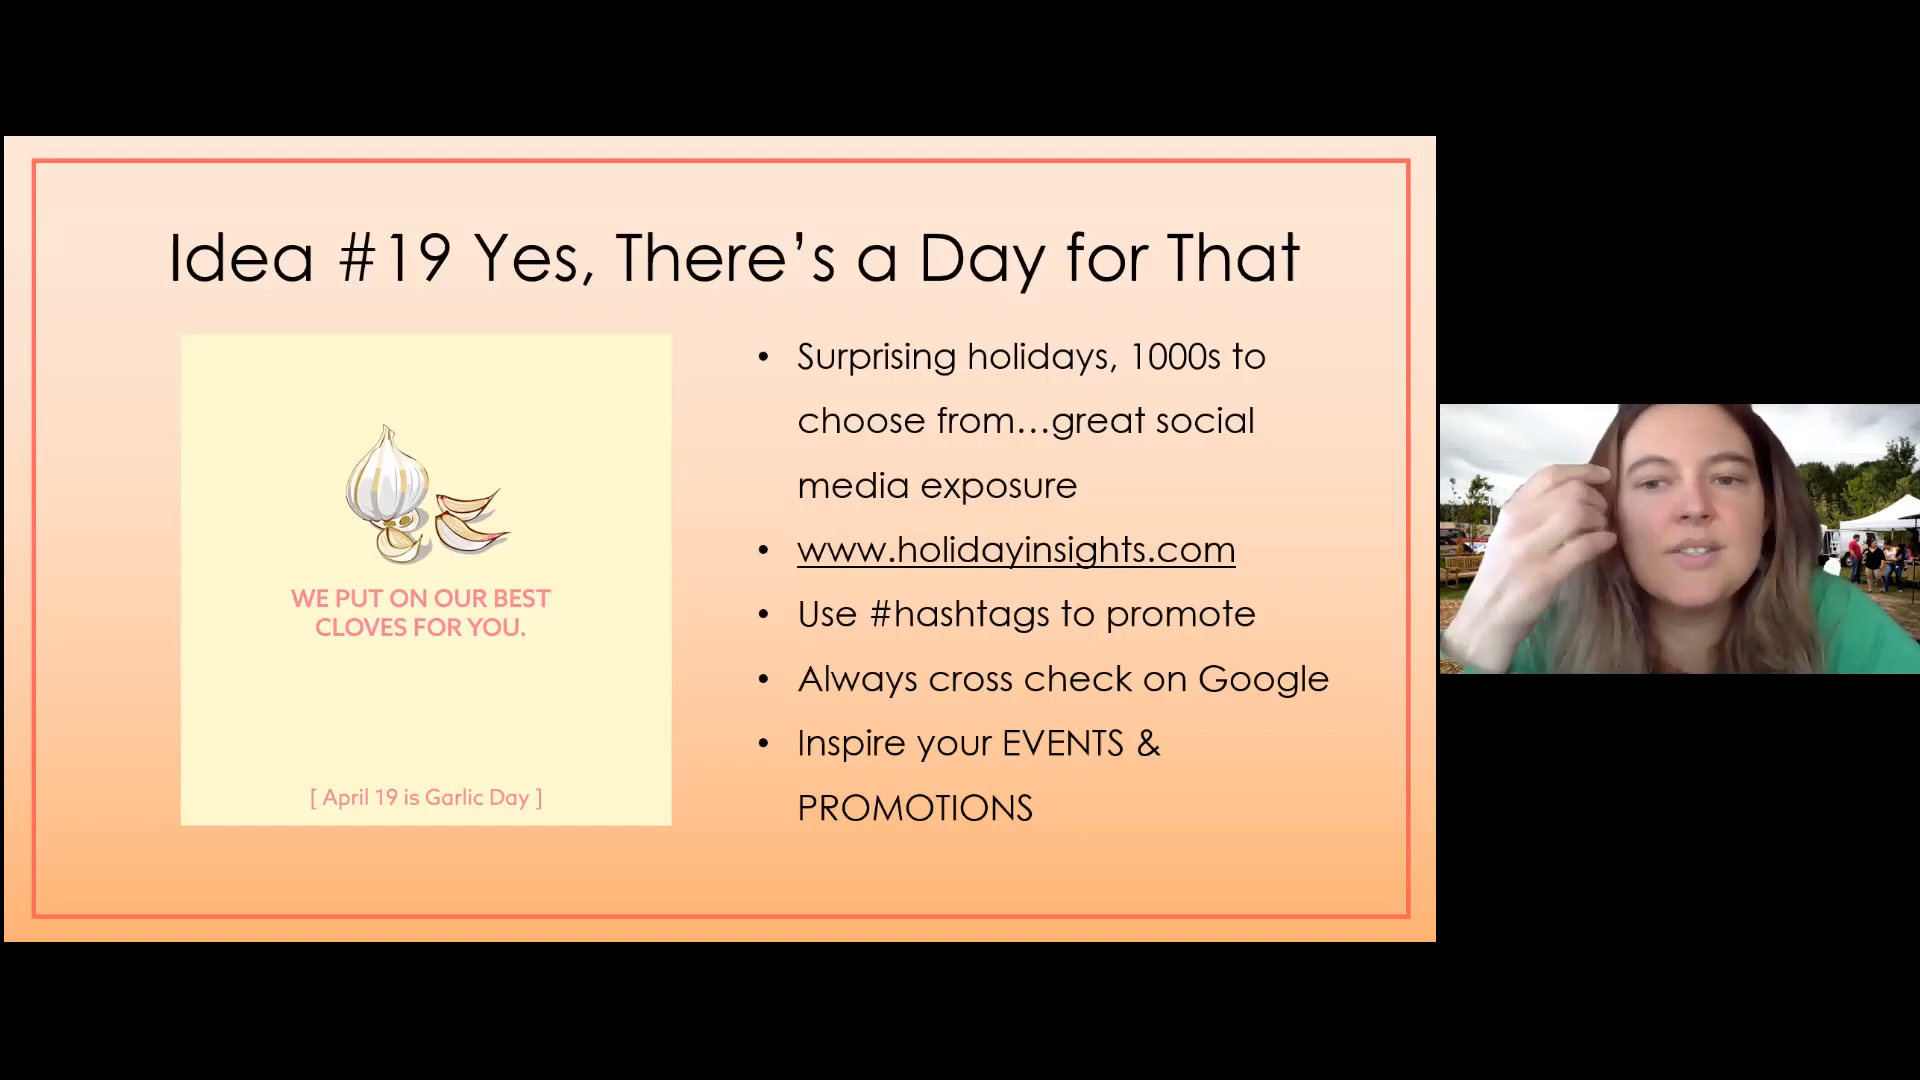 Idea #19 Yes, There’s a Day for That
WE PUT ON OUR BEST
CLOVES FOR YOU.
[ April 19 is Garlic Day ]
• Surprising holidays, 1000s to
choose from…great social
media exposure
• www.holidayinsights.com
• Use #hashtags to promote
• Always cross check on Google
• Inspire your EVENTS &
PROMOTIONS